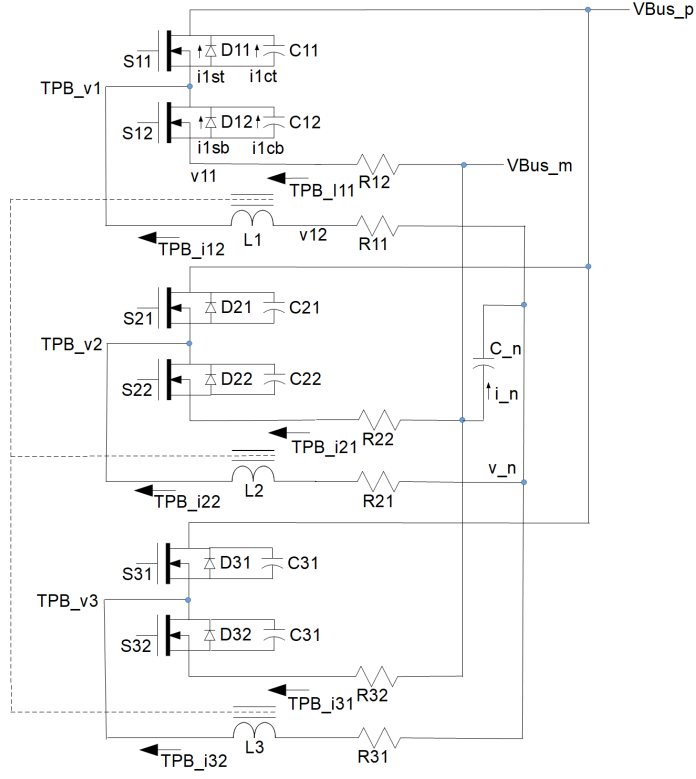 VBus_p
S11
D11
C11
i1st
i1ct
TPB_v1
S12
D12
C12
i1sb
i1cb
v11
R12
VBus_m
TPB_I11
L1
v12
R11
TPB_i12
S21
D21
C21
TPB_v2
S22
D22
C22
C_n
i_n
R22
TPB_i21
L2
R21
v_n
TPB_i22
S31
D31
C31
TPB_v3
S32
D32
C31
R32
TPB_i31
L3
R31
TPB_i32